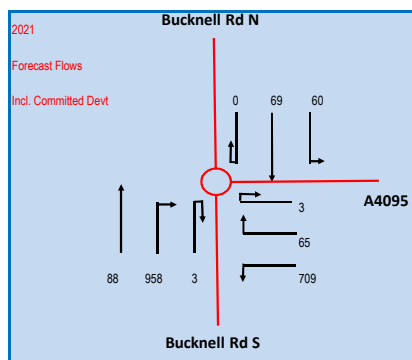 Bucknell Rd N
2021
Forecast Flows
Incl. Committed Devt
0 69 60
3
A4095
65
88 958 3 709
Bucknell Rd S